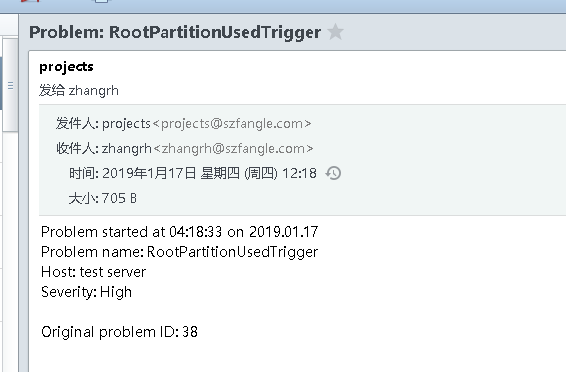 Problem: RootPartitionUsedTrigger
projects
发给 zhangrh
发件人: projects<projects@szfangle.com>
收件人: zhangrh<zhangrh@szfangle.com>
时间: 2019年1月17日 星期四 (周四) 12:18
大小: 705 B
Problem started at 04:18:33 on 2019.01.17
Problem name: RootPartitionUsedTrigger
Host: test server
Severity: High
Original problem ID: 38